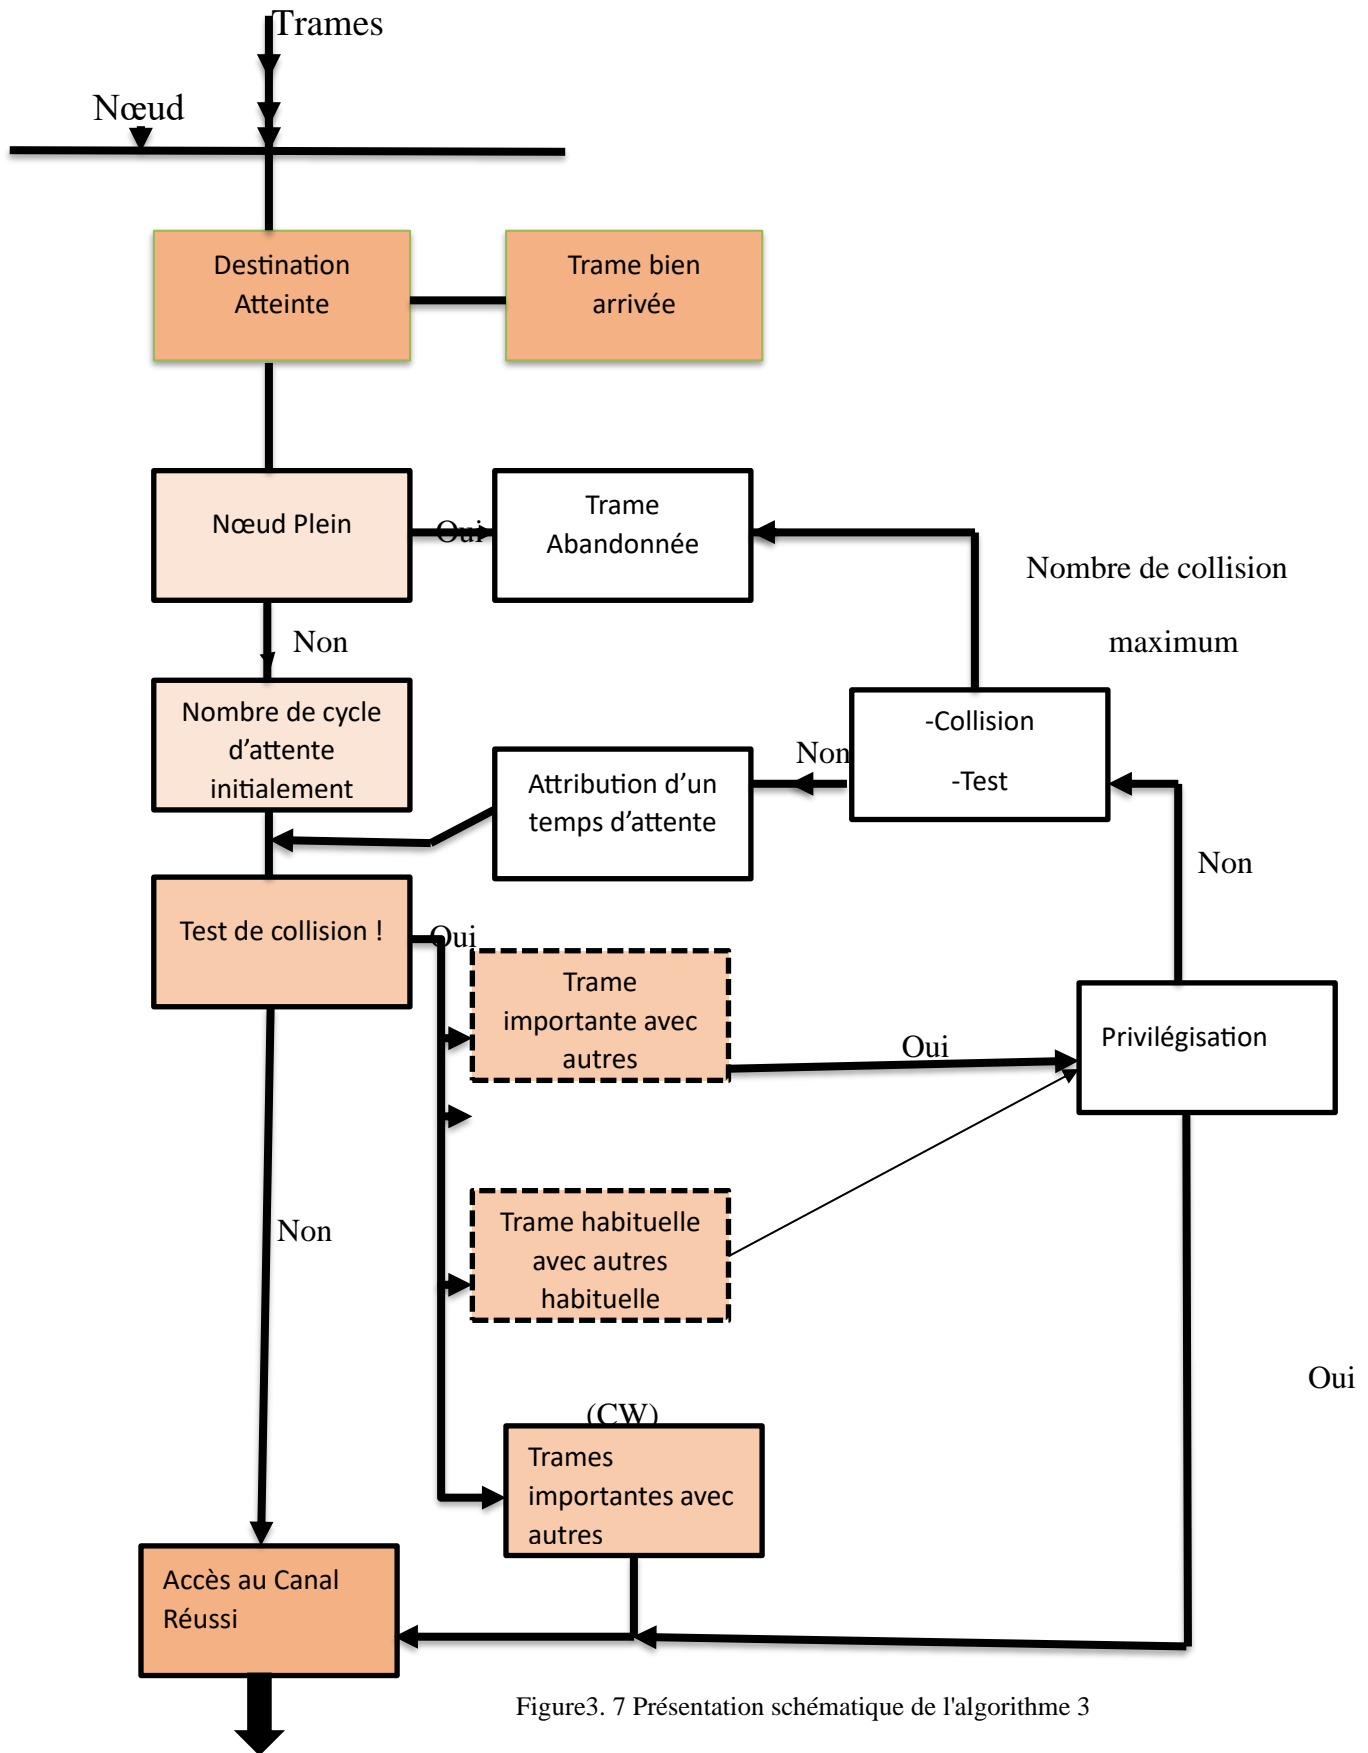 Trames
Nœud
Destination
Atteinte
Trame bien
arrivée
Nœud Plein
Oui
Trame
Abandonnée
Nombre de collision
maximum
Non
Nombre de cycle
d'attente
initialement
Attribution d'un
temps d'attente
Non
-Collision
-Test
Non
Test de collision !
Oui
Trame
importante avec
autres
Oui
Privilégisation
Non
Trame habituelle
avec autres
habituelle
Oui
(CW)
Trames
importantes avec
autres
Accès au Canal
Réussi
Figure3. 7 Présentation schématique de l'algorithme 3